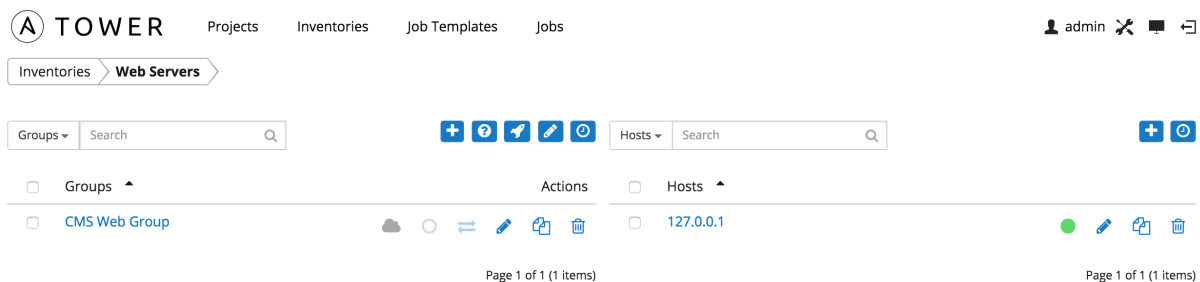 A TOWER Projects Inventories Job Templates Jobs admin
Inventories Web Servers
Groups Search Hosts Search
Groups Actions Hosts
CMS Web Group 127.0.0.1
Page 1 of 1 (1 items) Page 1 of 1 (1 items)